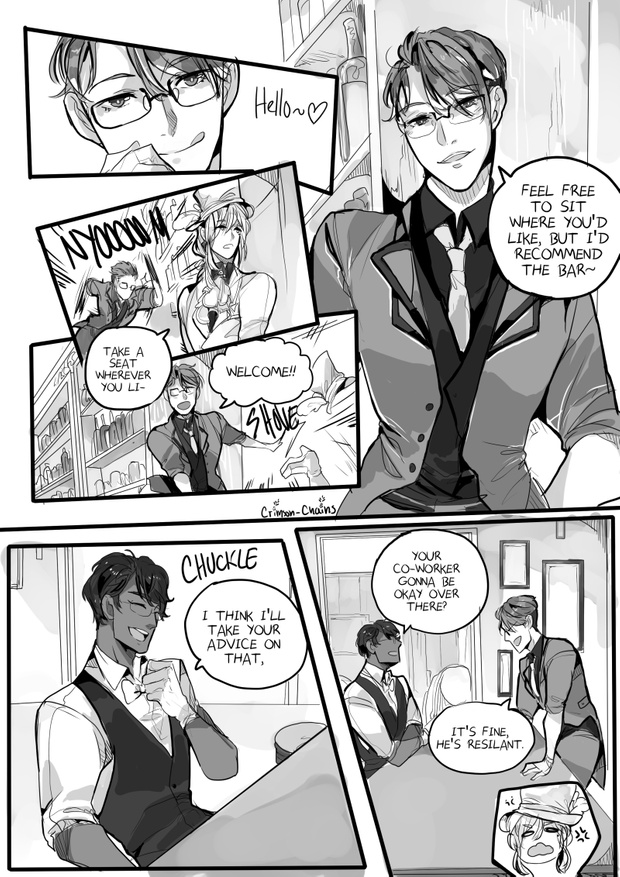 Hello~♡
NYOOOOOM
TAKE A
SEAT
WHEREVER
YOU LI-
WELCOME!!
SHOVE
FEEL FREE
TO SIT
WHERE YOU'D
LIKE, BUT I'D
RECOMMEND
THE BAR~
Crimson-Chains
CHUCKLE
I THINK I'LL
TAKE YOUR
ADVICE ON
THAT,
YOUR
CO-WORKER
GONNA BE
OKAY OVER
THERE?
IT'S FINE,
HE'S RESILANT.